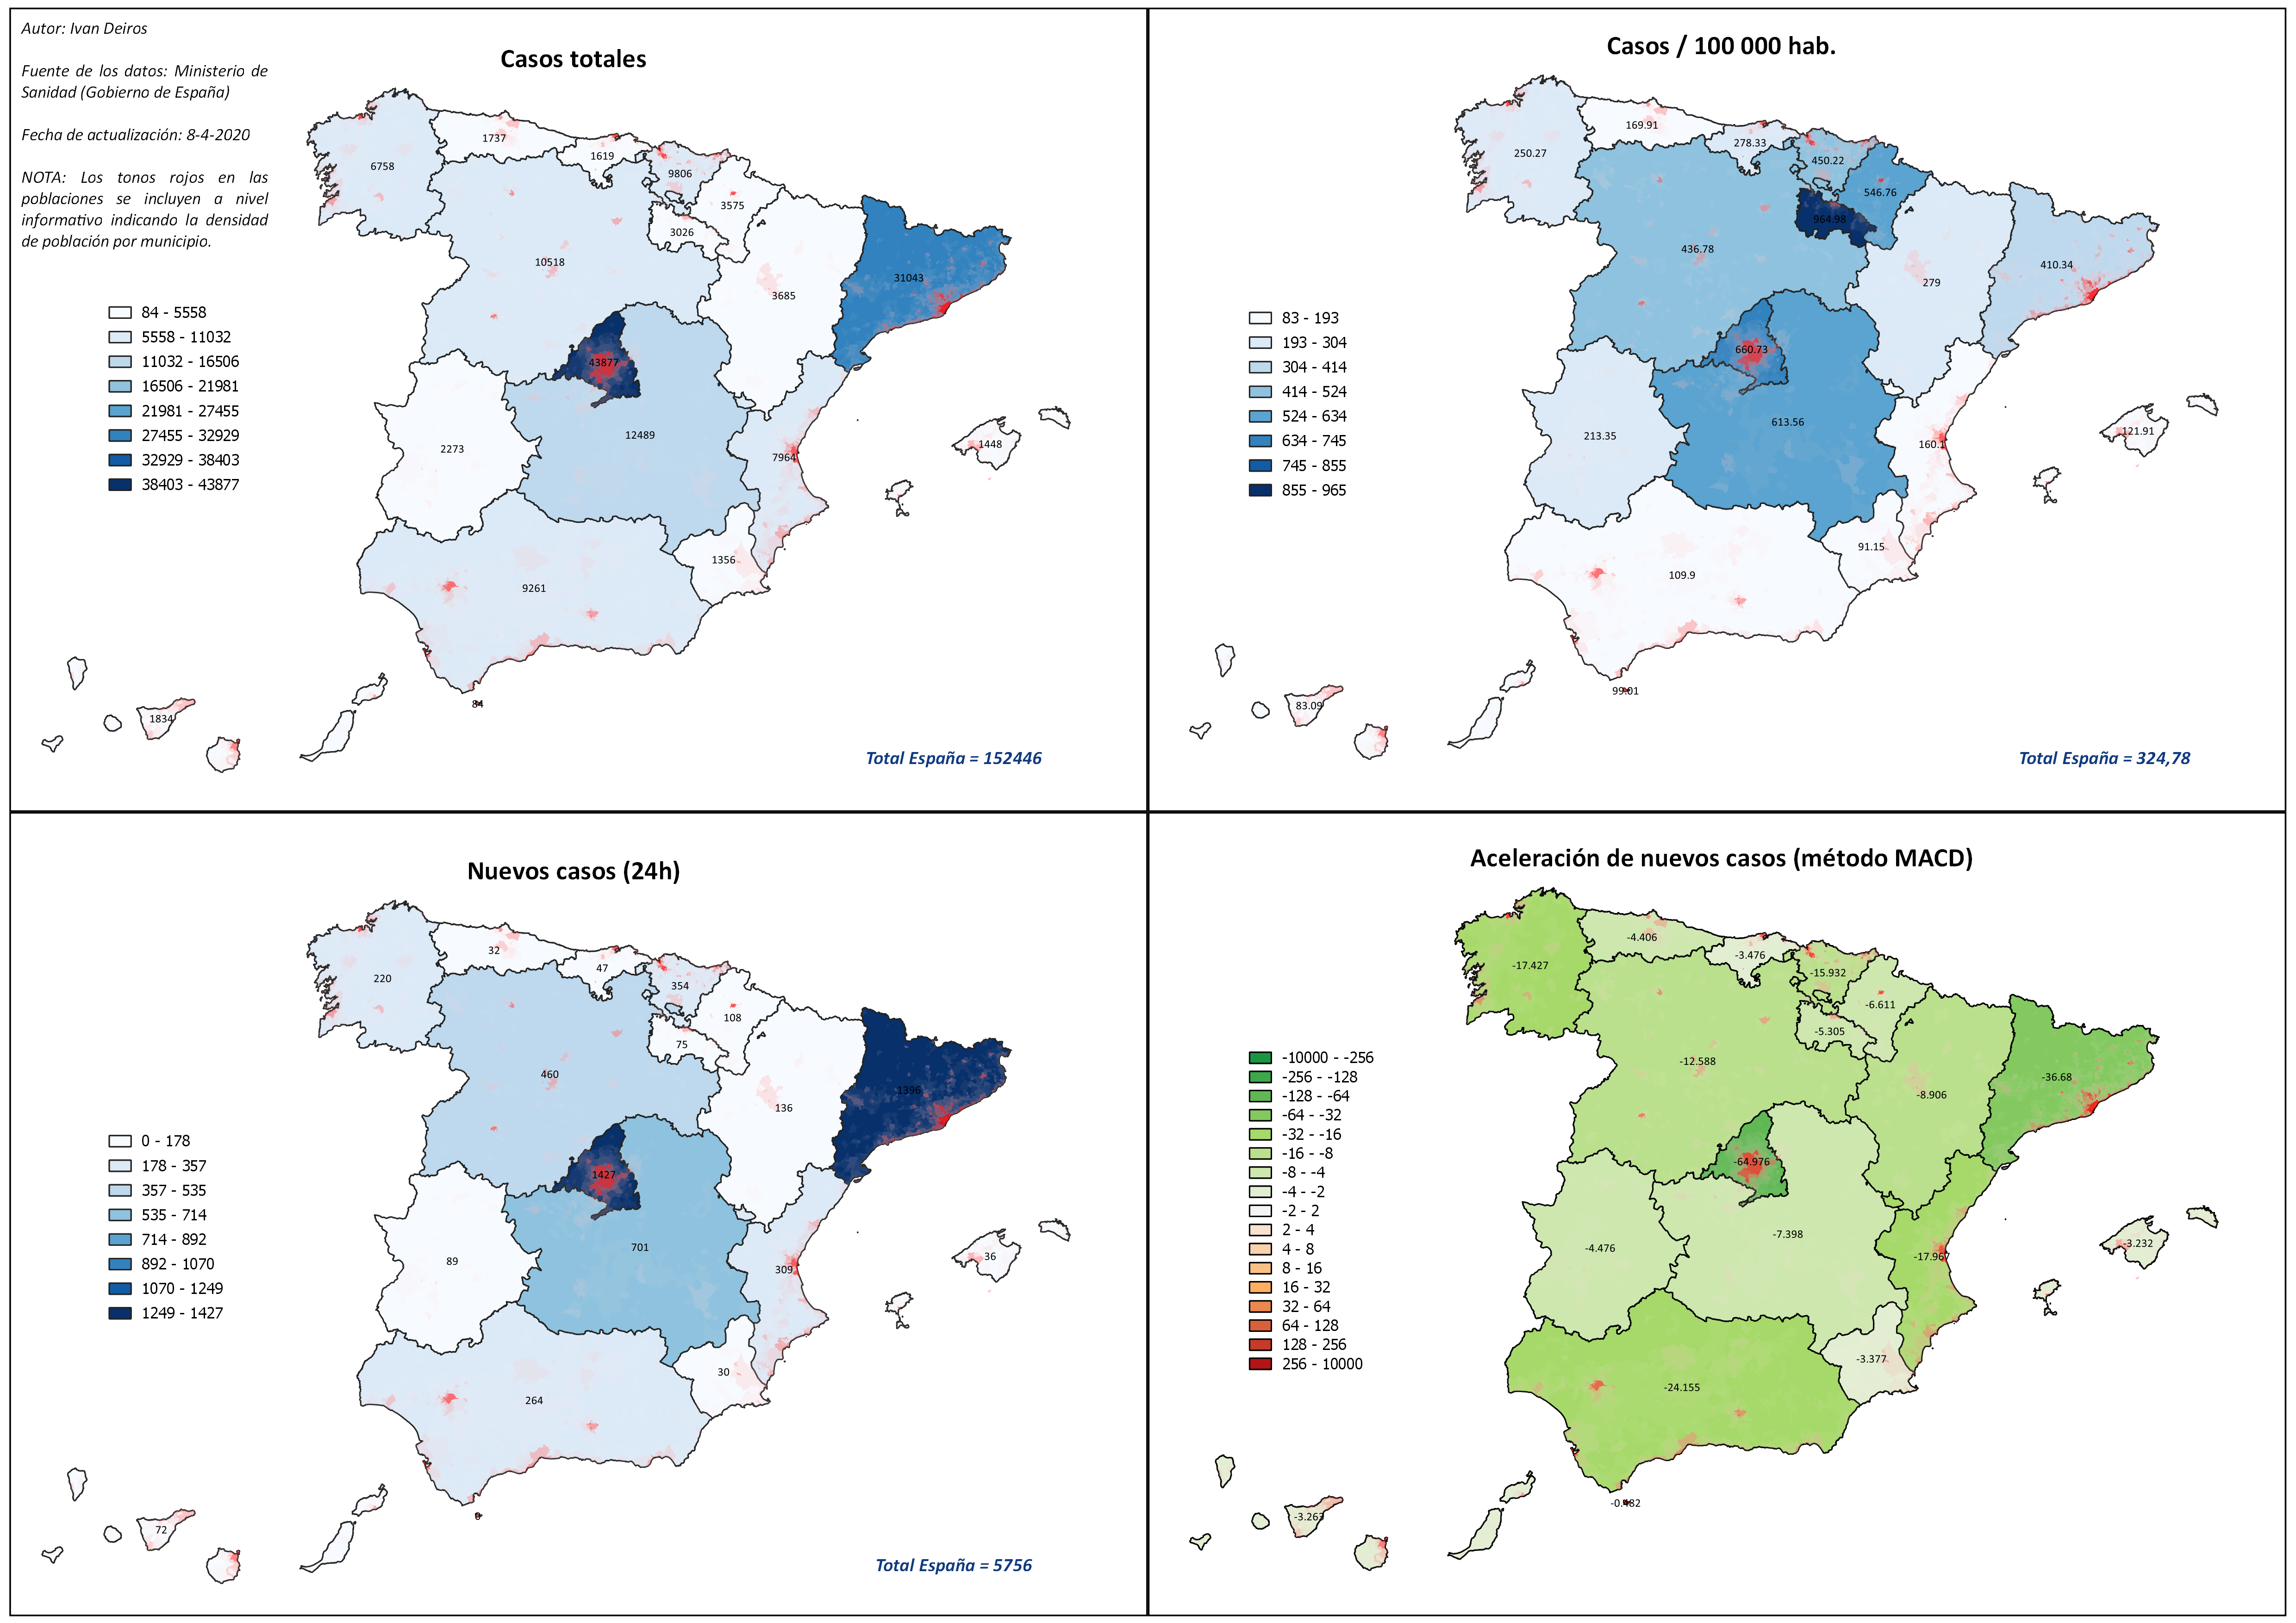 Autor: Ivan Deiros
Fuente de los datos: Ministerio de
Sanidad (Gobierno de España)
Fecha de actualización: 8-4-2020
NOTA: Los tonos rojos en las
poblaciones se incluyen a nivel
informativo indicando la densidad
de población por municipio.
Casos totales
84 - 5558
5558 - 11032
11032 - 16506
16506 - 21981
21981 - 27455
27455 - 32929
32929 - 38403
38403 - 43877
6758
1737
1619
9806
3575
3026
10518
3685
31043
43877
12489
2273
7964
1448
1356
9261
84
1834
Total España = 152446
Casos / 100 000 hab.
83 - 193
193 - 304
304 - 414
414 - 524
524 - 634
634 - 745
745 - 855
855 - 965
250.27
169.91
278.33
450.22
546.76
964.98
436.78
279
410.34
660.73
613.56
213.35
160.1
121.91
91.15
109.9
99.01
83.09
Total España = 324,78
Nuevos casos (24h)
0 - 178
178 - 357
357 - 535
535 - 714
714 - 892
892 - 1070
1070 - 1249
1249 - 1427
220
32
47
354
108
75
460
136
1396
1427
701
89
309
36
30
264
0
72
Total España = 5756
Aceleración de nuevos casos (método MACD)
-10000 - -256
-256 - -128
-128 - -64
-64 - -32
-32 - -16
-16 - -8
-8 - -4
-4 - -2
-2 - 2
2 - 4
4 - 8
8 - 16
16 - 32
32 - 64
64 - 128
128 - 256
256 - 10000
-17.427
-4.406
-3.476
-15.932
-6.611
-5.305
-12.588
-8.906
-36.68
-64.976
-7.398
-4.476
-17.967
-3.232
-3.377
-24.155
-0.482
-3.263